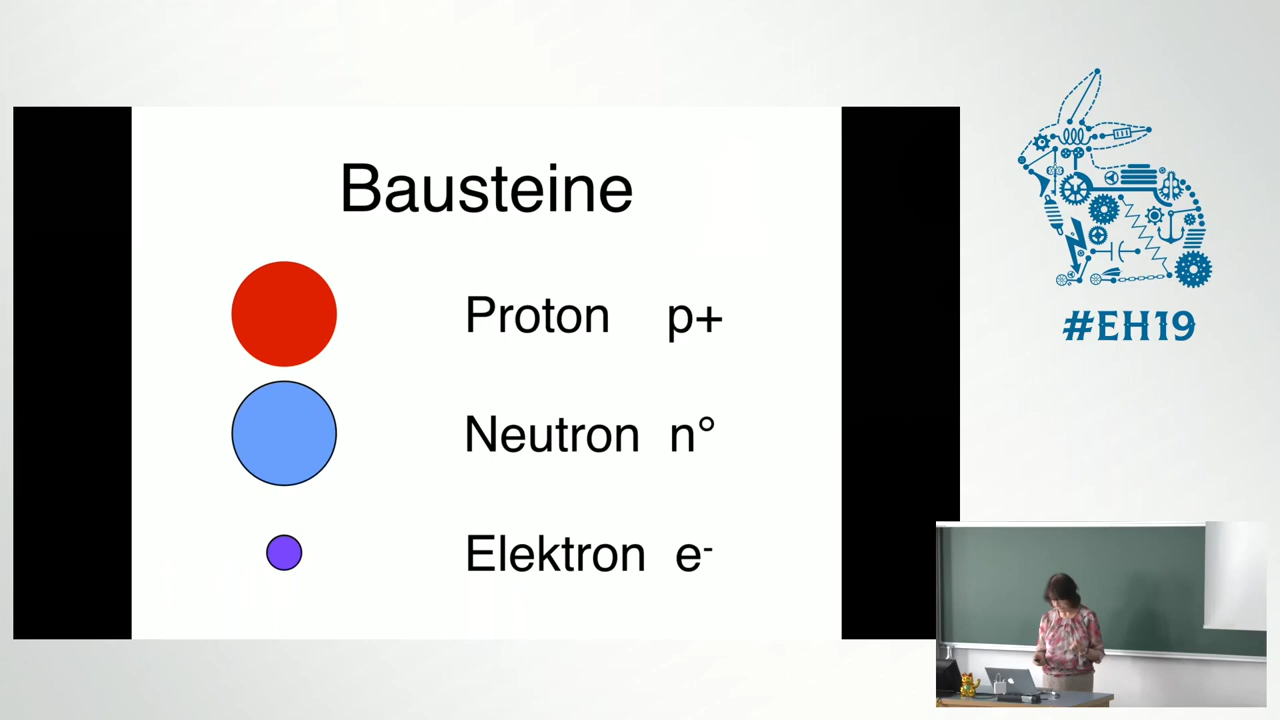 Bausteine
Proton p+
Neutron n°
Elektron e-
#EH19